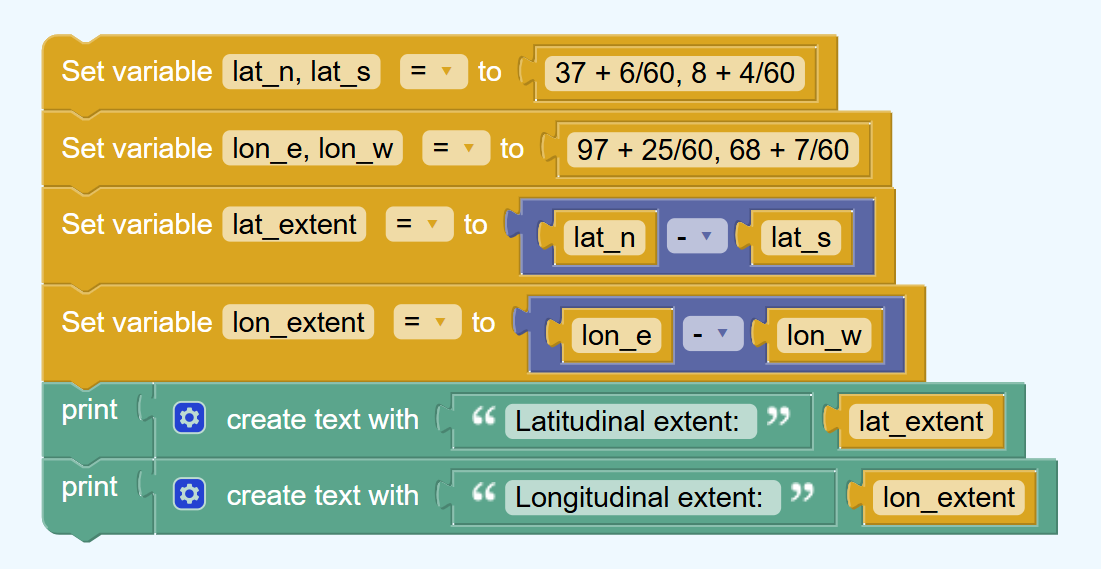 Set variable lat_n, lat_s = to 37 + 6/60, 8 + 4/60
Set variable lon_e, lon_w = to 97 + 25/60, 68 + 7/60
Set variable lat_extent = to lat_n - lat_s
Set variable lon_extent = to lon_e - lon_w
print create text with “ Latitudinal extent: ” lat_extent
print create text with “ Longitudinal extent: ” lon_extent